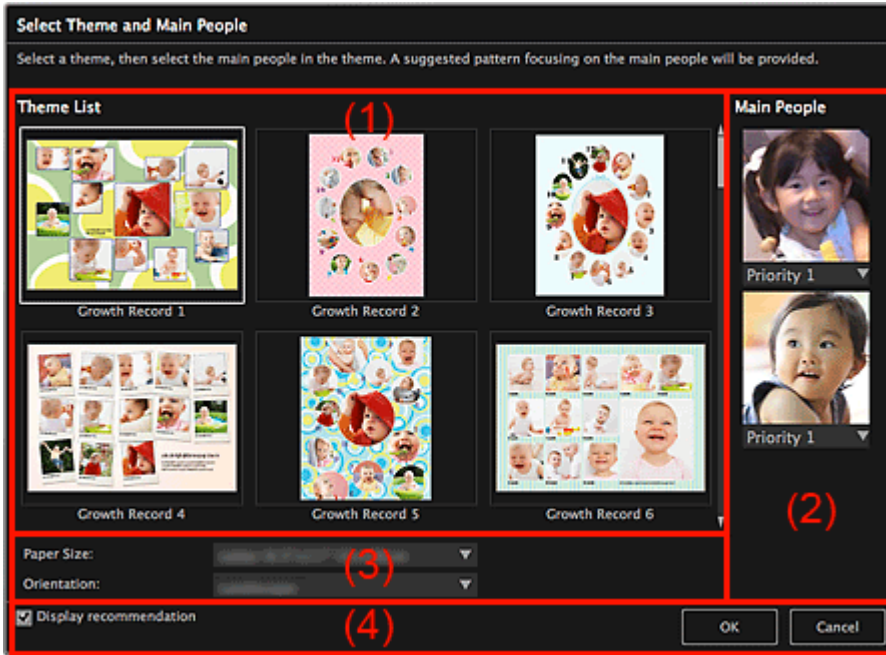 Select Theme and Main People
Select a theme, then select the main people in the theme. A suggested pattern focusing on the main people will be provided.
Theme List
(1)
Main People
Growth Record 1
Growth Record 2
Growth Record 3
Priority 1
Growth Record 4
Growth Record 5
Growth Record 6
Priority 1
(2)
Paper Size:
(3)
Orientation:
Display recommendation
(4)
OK
Cancel